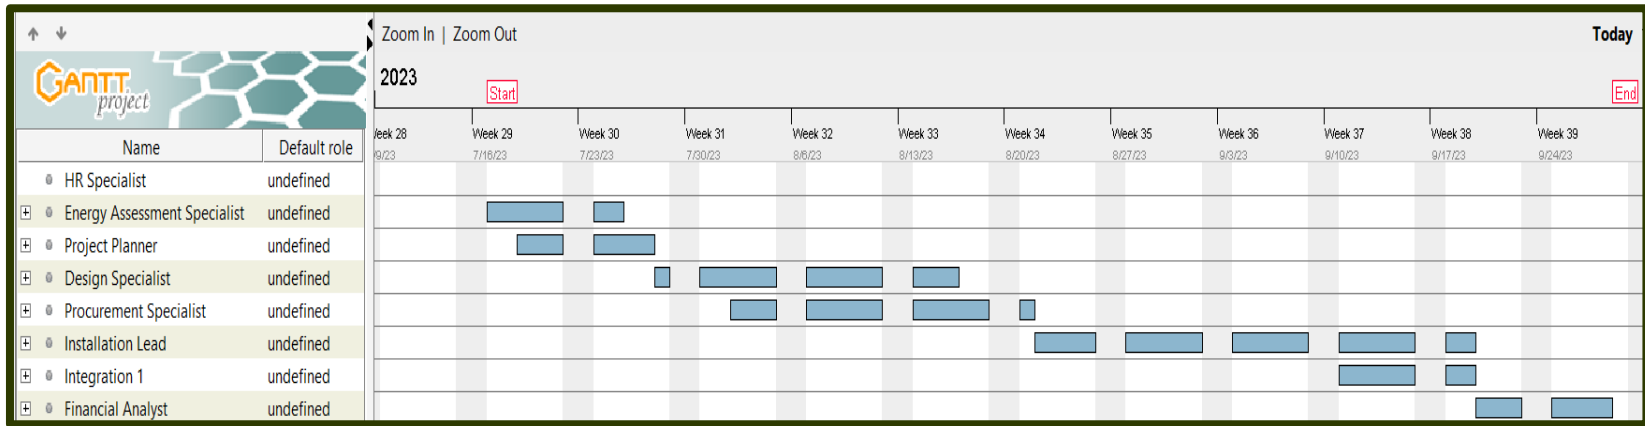 Zoom In | Zoom Out
Today
GANTT
project
2023
Start
End
Name
Default role
Week 28
Week 29
Week 30
Week 31
Week 32
Week 33
Week 34
Week 35
Week 36
Week 37
Week 38
Week 39
/9/23
7/16/23
7/23/23
7/30/23
8/6/23
8/13/23
8/20/23
8/27/23
9/3/23
9/10/23
9/17/23
9/24/23
HR Specialist undefined
Energy Assessment Specialist undefined
Project Planner undefined
Design Specialist undefined
Procurement Specialist undefined
Installation Lead undefined
Integration 1 undefined
Financial Analyst undefined